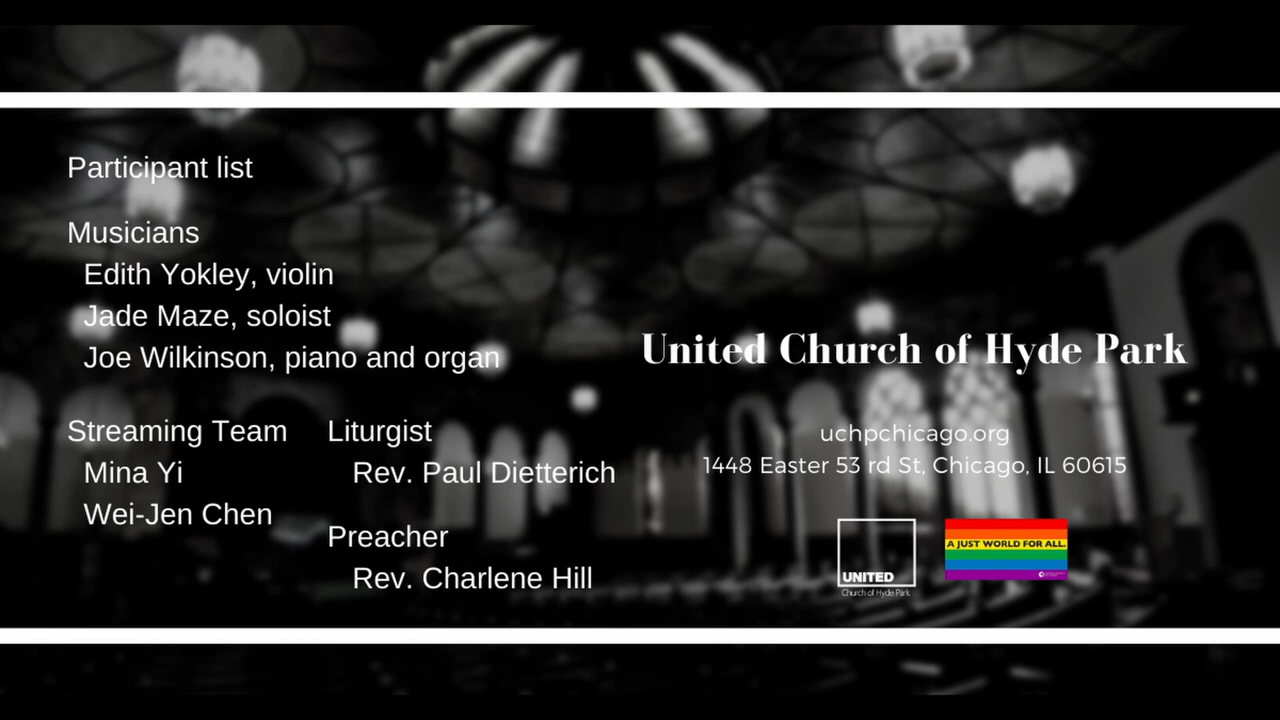 Participant list
Musicians
Edith Yokley, violin
Jade Maze, soloist
Joe Wilkinson, piano and organ
Streaming Team
Mina Yi
Wei-Jen Chen
Liturgist
Rev. Paul Dietterich
Preacher
Rev. Charlene Hill
United Church of Hyde Park
uchpchicago.org
1448 Easter 53 rd St, Chicago, IL 60615
UNITED
Church of Hyde Park
A JUST WORLD FOR ALL.